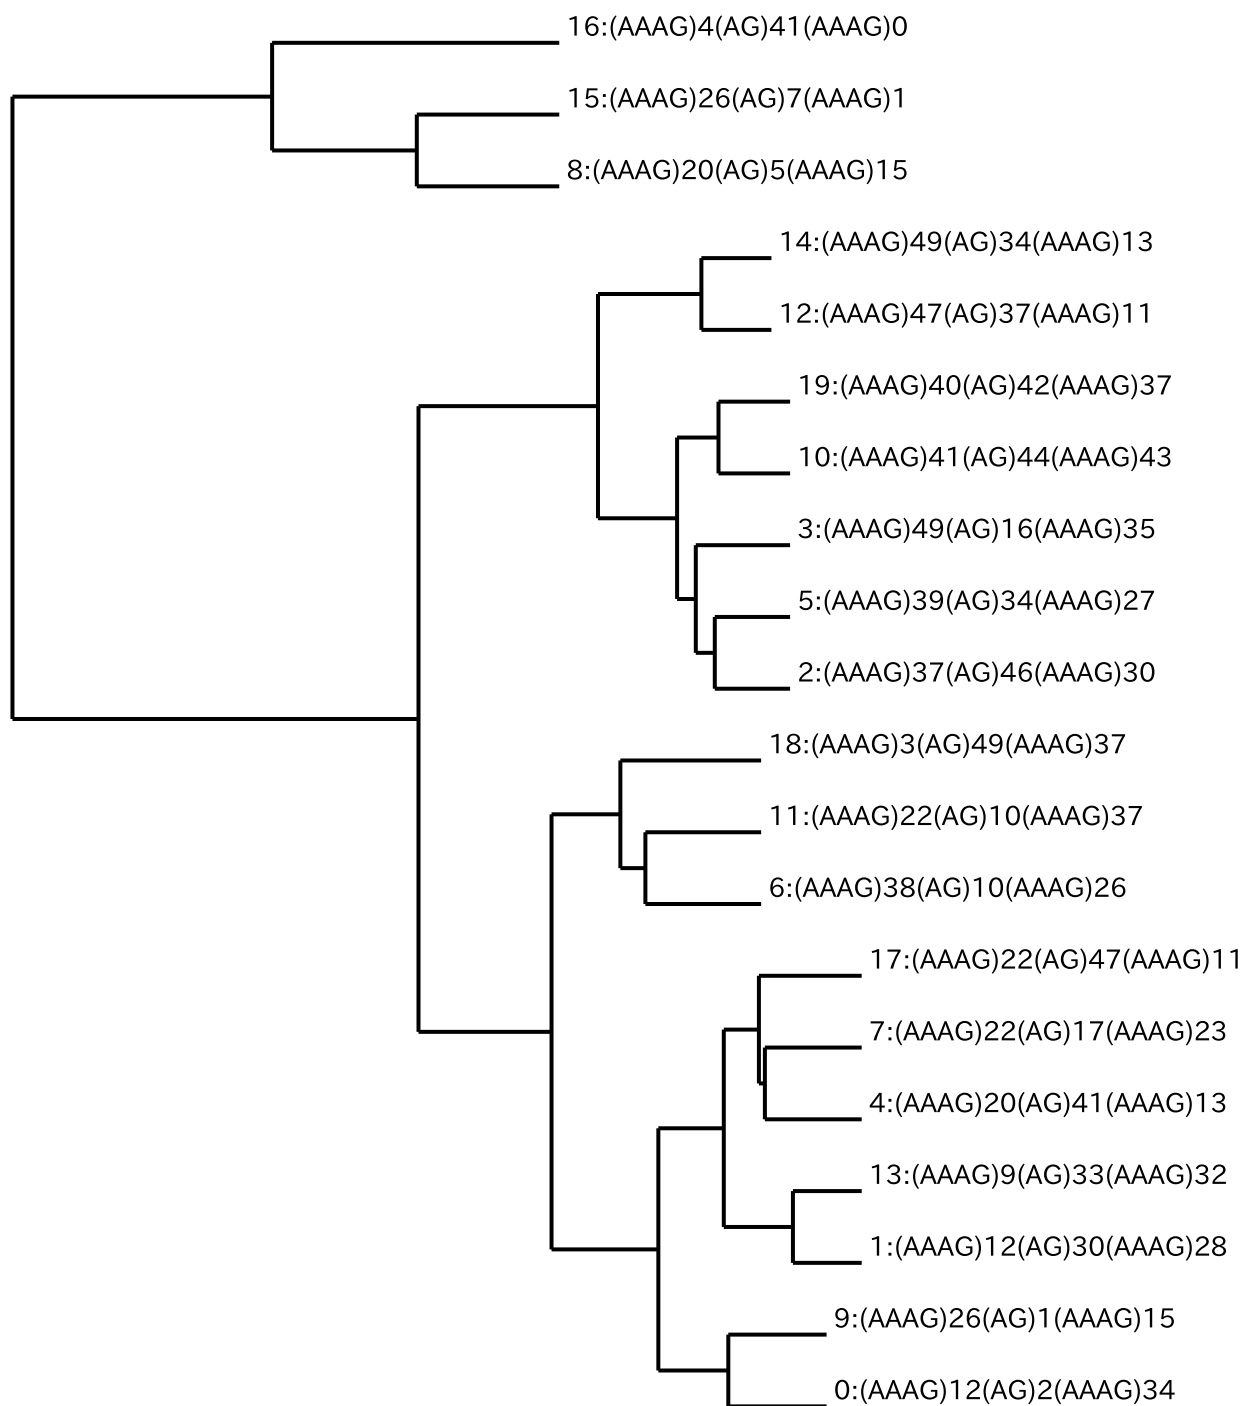 16:(AAAG)4(AG)41(AAAG)0
15:(AAAG)26(AG)7(AAAG)1
8:(AAAG)20(AG)5(AAAG)15
14:(AAAG)49(AG)34(AAAG)13
12:(AAAG)47(AG)37(AAAG)11
19:(AAAG)40(AG)42(AAAG)37
10:(AAAG)41(AG)44(AAAG)43
3:(AAAG)49(AG)16(AAAG)35
5:(AAAG)39(AG)34(AAAG)27
2:(AAAG)37(AG)46(AAAG)30
18:(AAAG)3(AG)49(AAAG)37
11:(AAAG)22(AG)10(AAAG)37
6:(AAAG)38(AG)10(AAAG)26
17:(AAAG)22(AG)47(AAAG)11
7:(AAAG)22(AG)17(AAAG)23
4:(AAAG)20(AG)41(AAAG)13
13:(AAAG)9(AG)33(AAAG)32
1:(AAAG)12(AG)30(AAAG)28
9:(AAAG)26(AG)1(AAAG)15
0:(AAAG)12(AG)2(AAAG)34